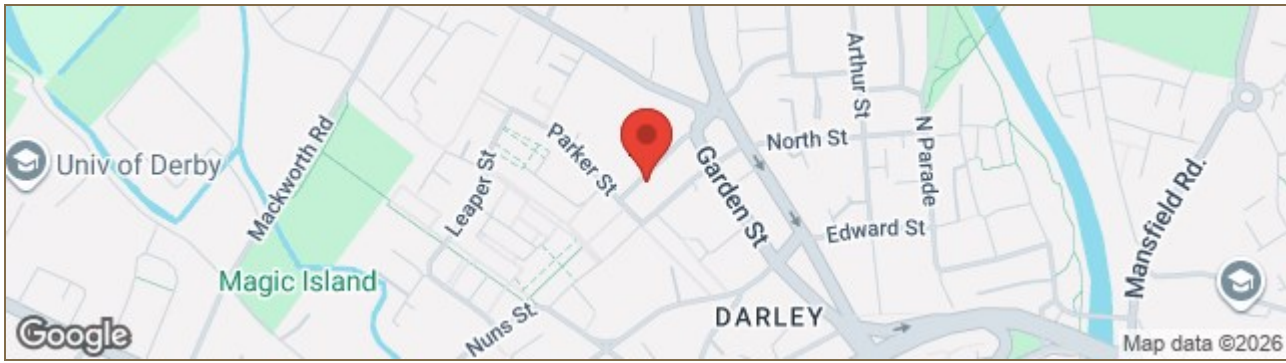 Univ of Derby
Mackworth Rd
Magic Island
Leaper St
Parker St
Nuns St
Garden St
North St
Arthur St
N Parade
Edward St
DARLEY
Mansfield Rd.
Google
Map data ©2026